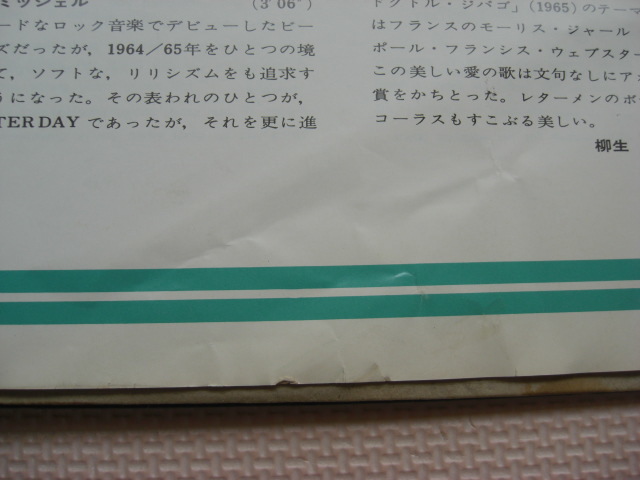 ミッシェル (3′06″)
ードなロック音楽でデビューしたビー
ズだったが，1964／65年をひとつの境
て，ソフトな，リリシズムをも追求す
うになった。その表われのひとつが，
TERDAYであったが，それを更に進
ドクトル・ジバゴ」(1965)のテーマ
はフランスのモーリス・ジャール
ポール・フランシス・ウェブスター
この美しい愛の歌は文句なしにア
賞をかちとった。レターメンのボ
コーラスもすこぶる美しい。
柳生